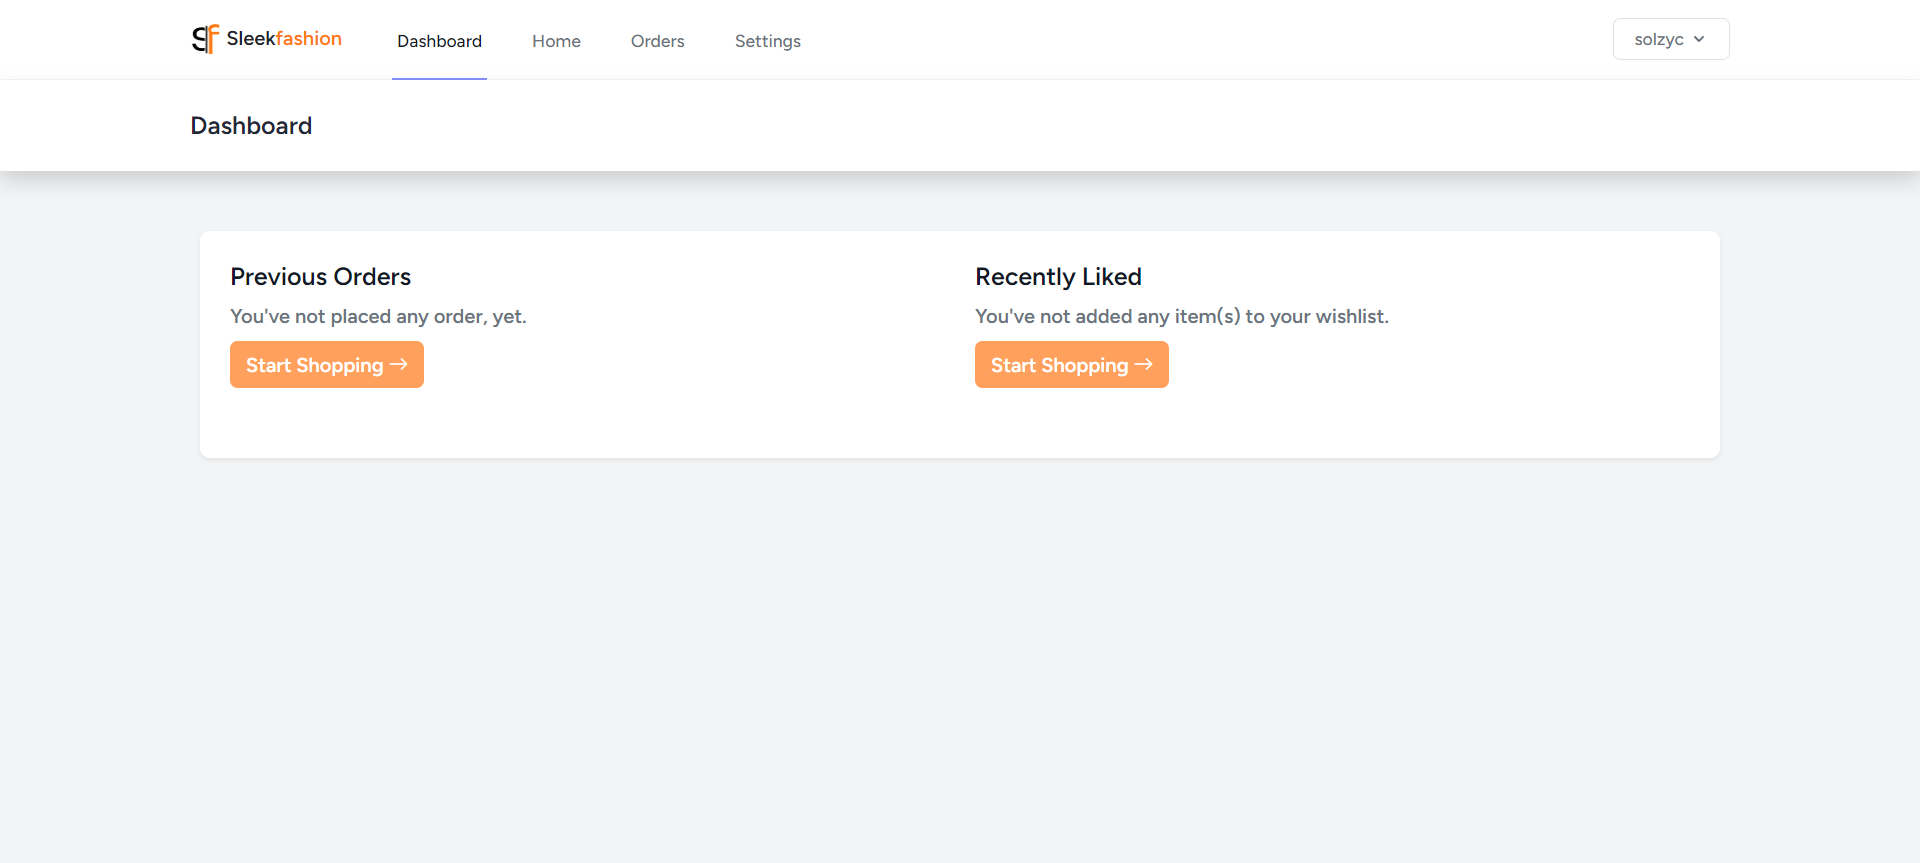 Sf Sleekfashion
Dashboard
Home
Orders
Settings
solzyc
Dashboard
Previous Orders
You've not placed any order, yet.
Start Shopping →
Recently Liked
You've not added any item(s) to your wishlist.
Start Shopping →